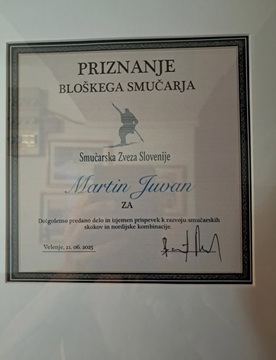 PRIZNANJE
BLOŠKEGA SMUČARJA
Smučarska Zveza Slovenije
Martin Juvan
ZA
Dolgoletno predano delo in izjemen prispevek k razvoju smučarskih
skokov in nordijske kombinacije.
Velenje, 21. 06. 2025